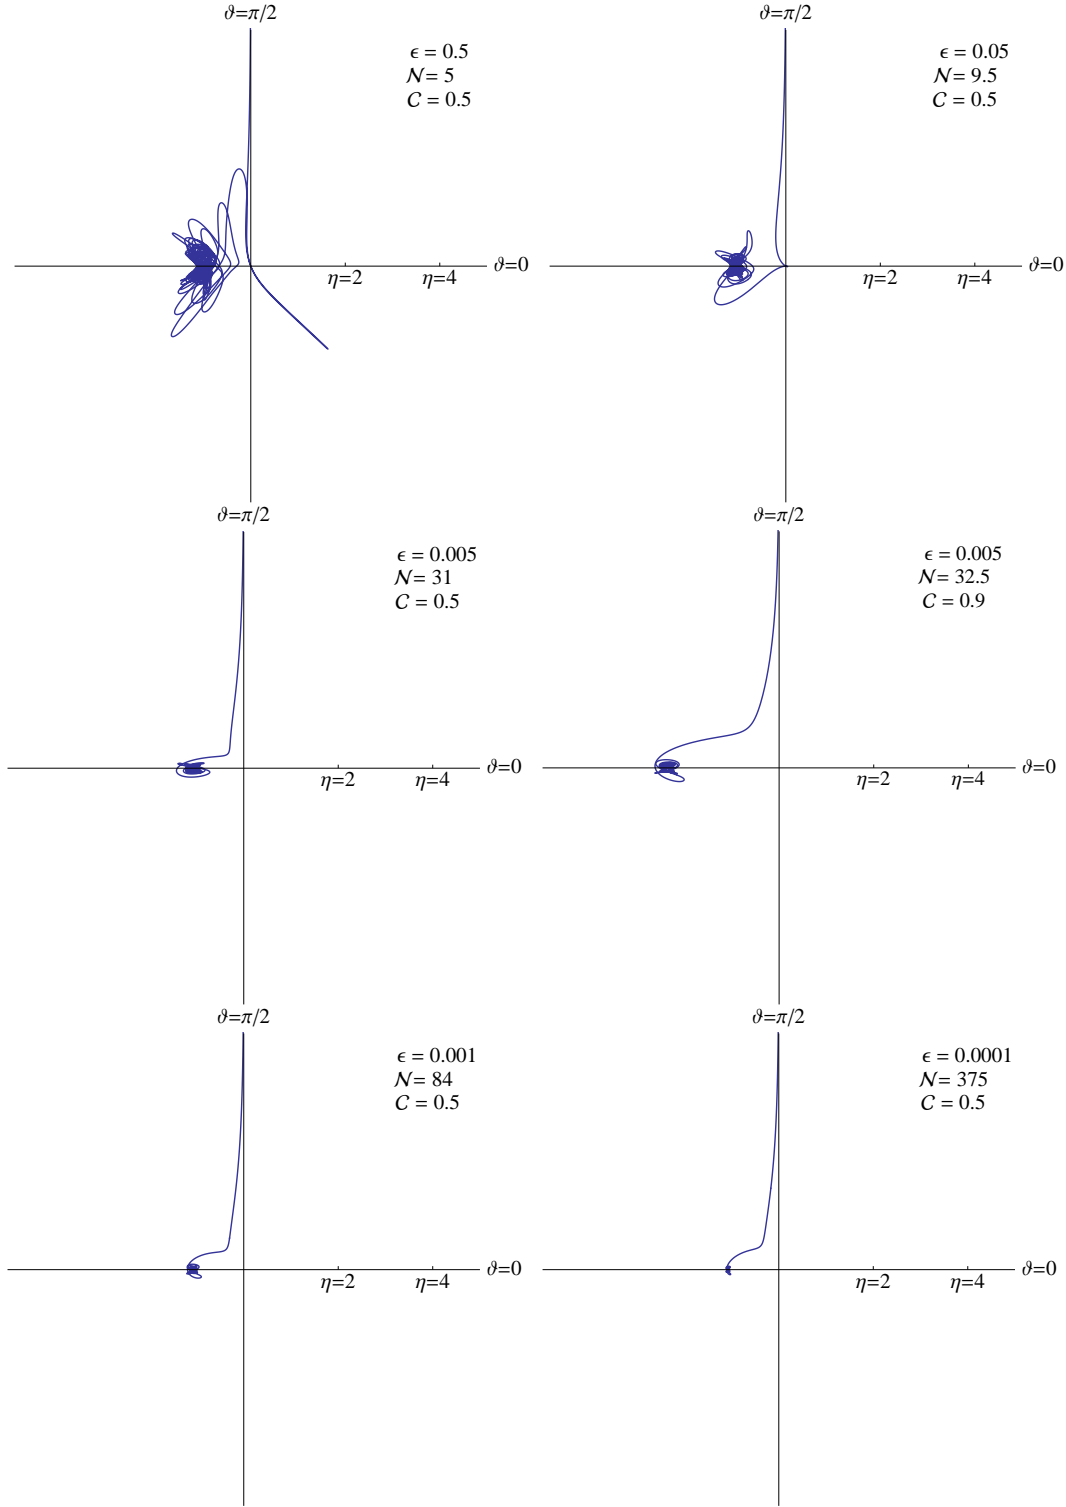 ϑ=π/2
ϵ = 0.5
𝒩= 5
C = 0.5
η=2 η=4 ϑ=0
ϑ=π/2
ϵ = 0.05
𝒩= 9.5
C = 0.5
η=2 η=4 ϑ=0
ϑ=π/2
ϵ = 0.005
𝒩= 31
C = 0.5
η=2 η=4 ϑ=0
ϑ=π/2
ϵ = 0.005
𝒩= 32.5
C = 0.9
η=2 η=4 ϑ=0
ϑ=π/2
ϵ = 0.001
𝒩= 84
C = 0.5
η=2 η=4 ϑ=0
ϑ=π/2
ϵ = 0.0001
𝒩= 375
C = 0.5
η=2 η=4 ϑ=0